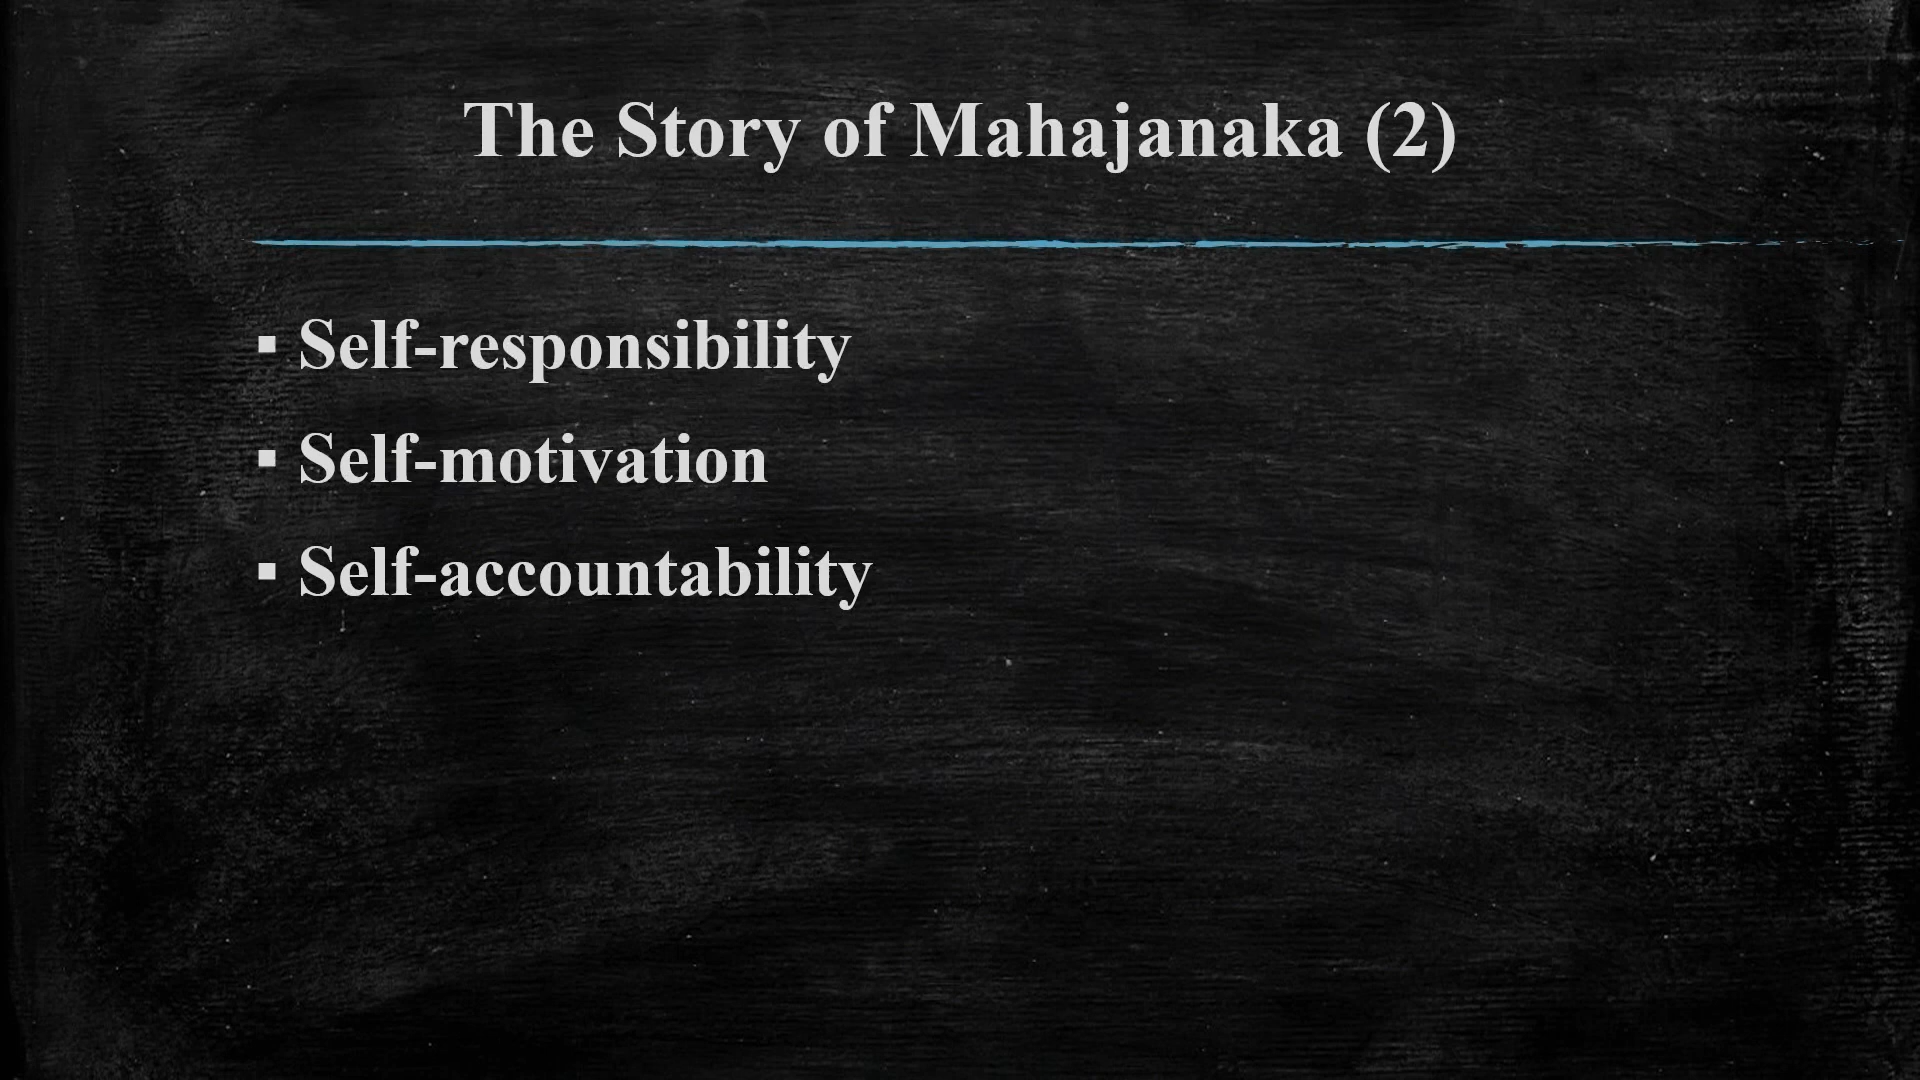 The Story of Mahajanaka (2)
▪ Self-responsibility
▪ Self-motivation
▪ Self-accountability